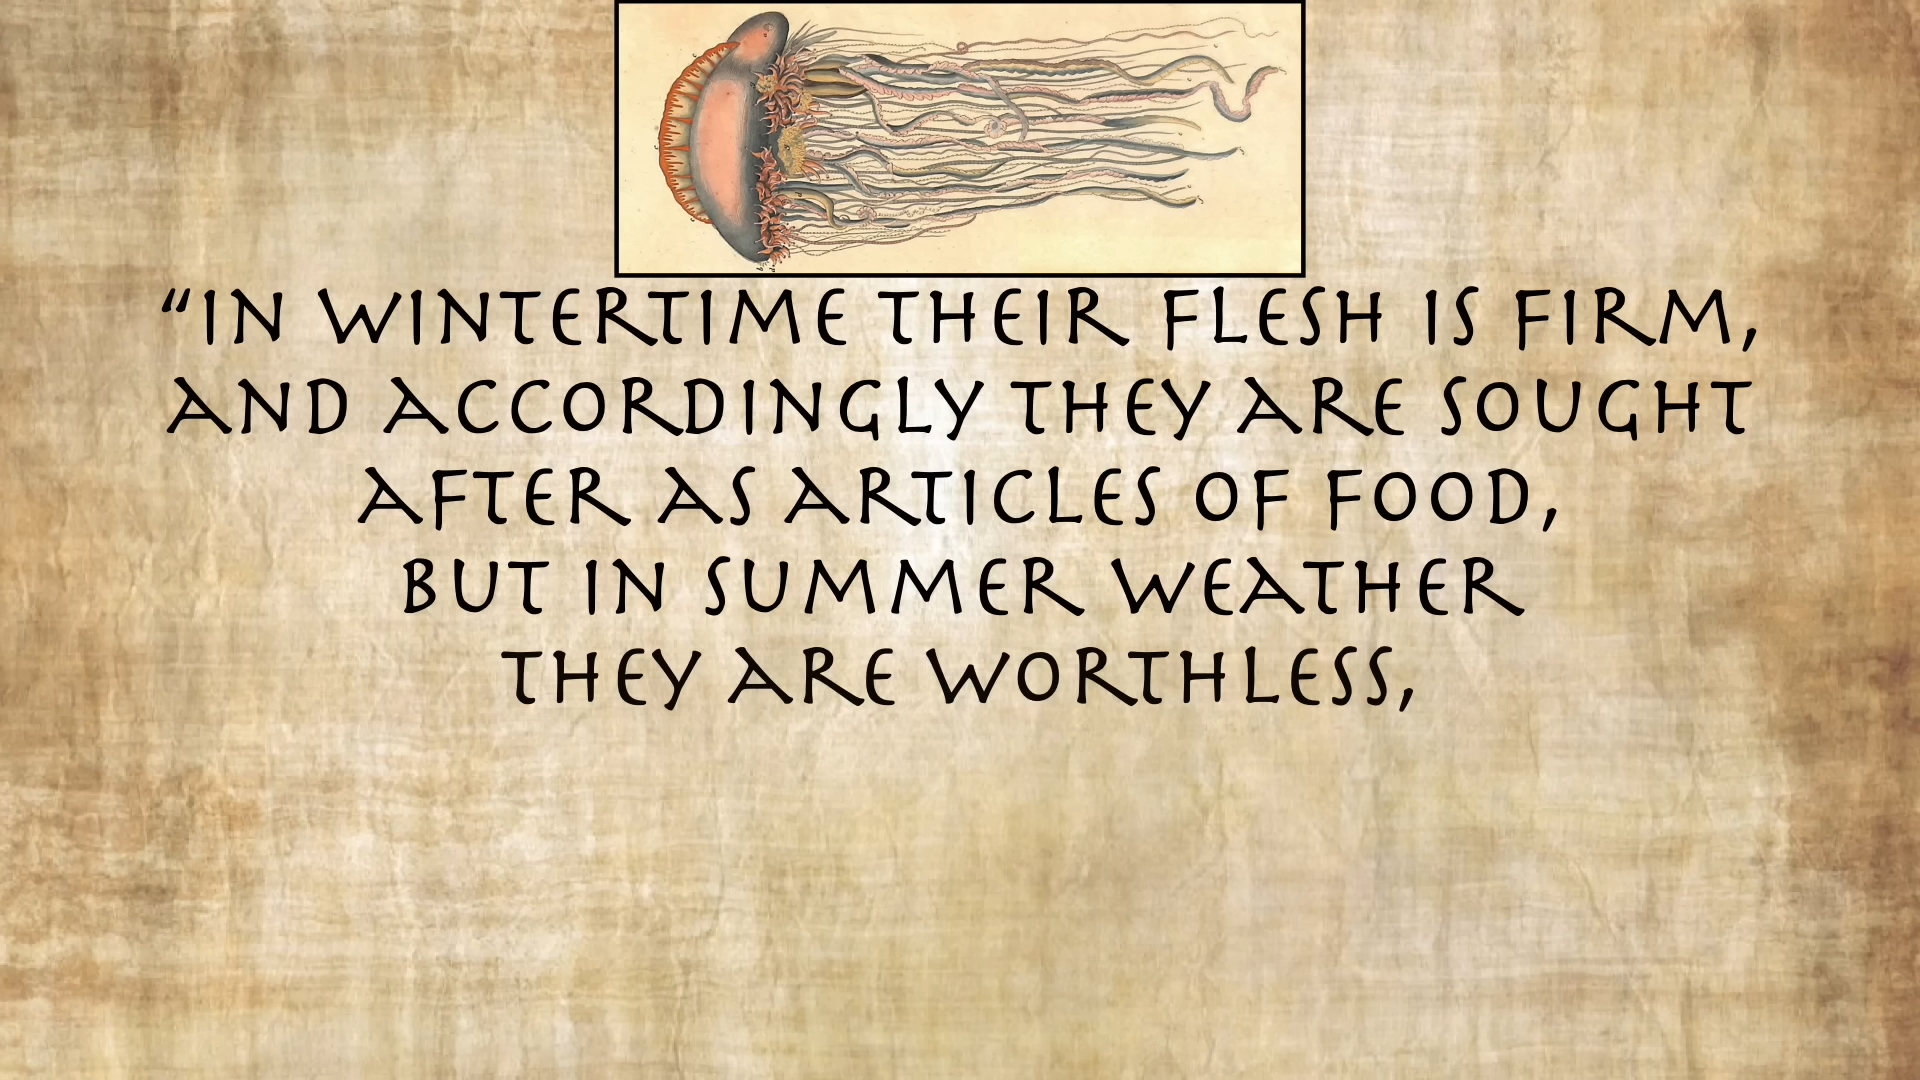 “IN WINTERTIME THEIR FLESH IS FIRM,
AND ACCORDINGLY THEY ARE SOUGHT
AFTER AS ARTICLES OF FOOD,
BUT IN SUMMER WEATHER
THEY ARE WORTHLESS,